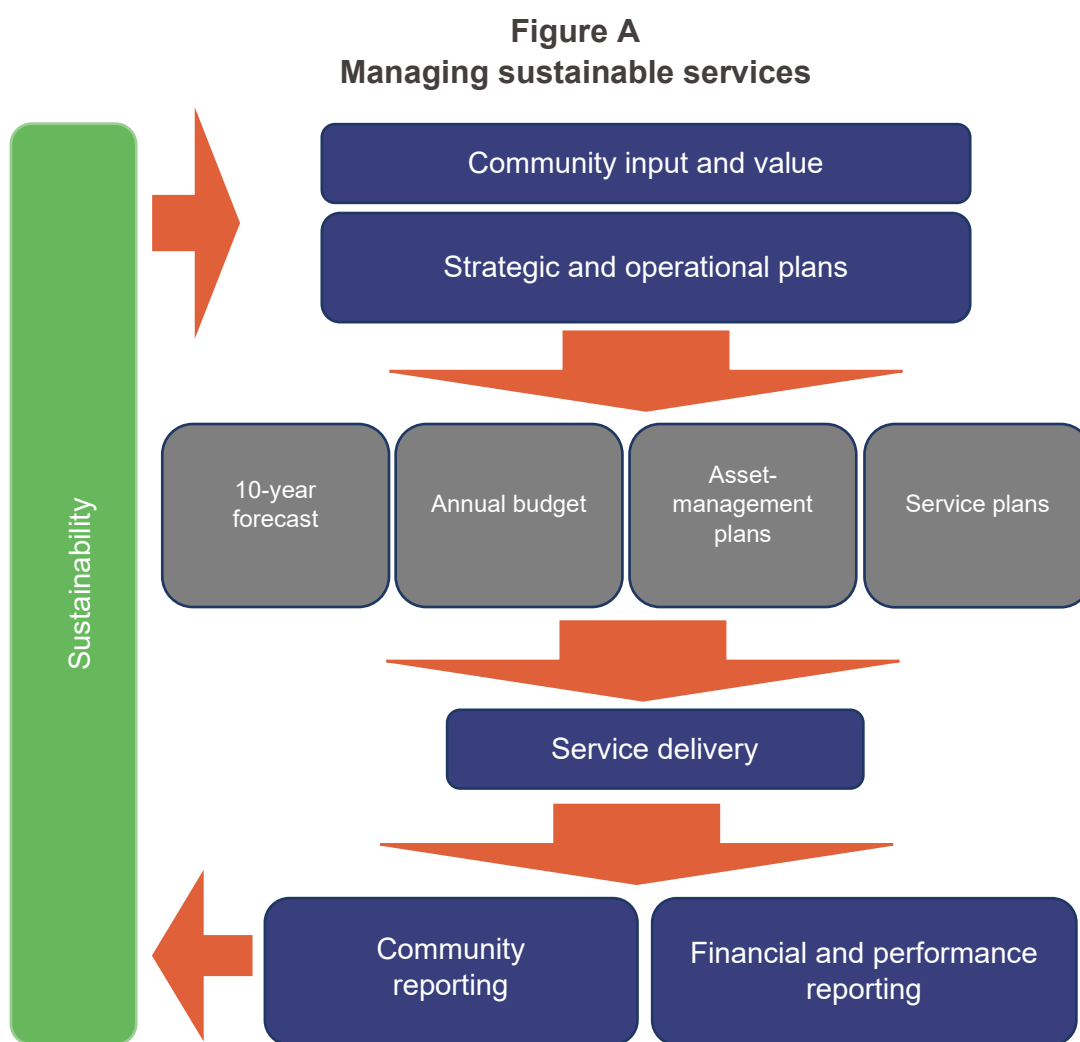 Figure A
Managing sustainable services
Community input and value
Strategic and operational plans
10-year
forecast
Annual budget
Asset-
management
plans
Service plans
Sustainability
Service delivery
Community
reporting
Financial and performance
reporting